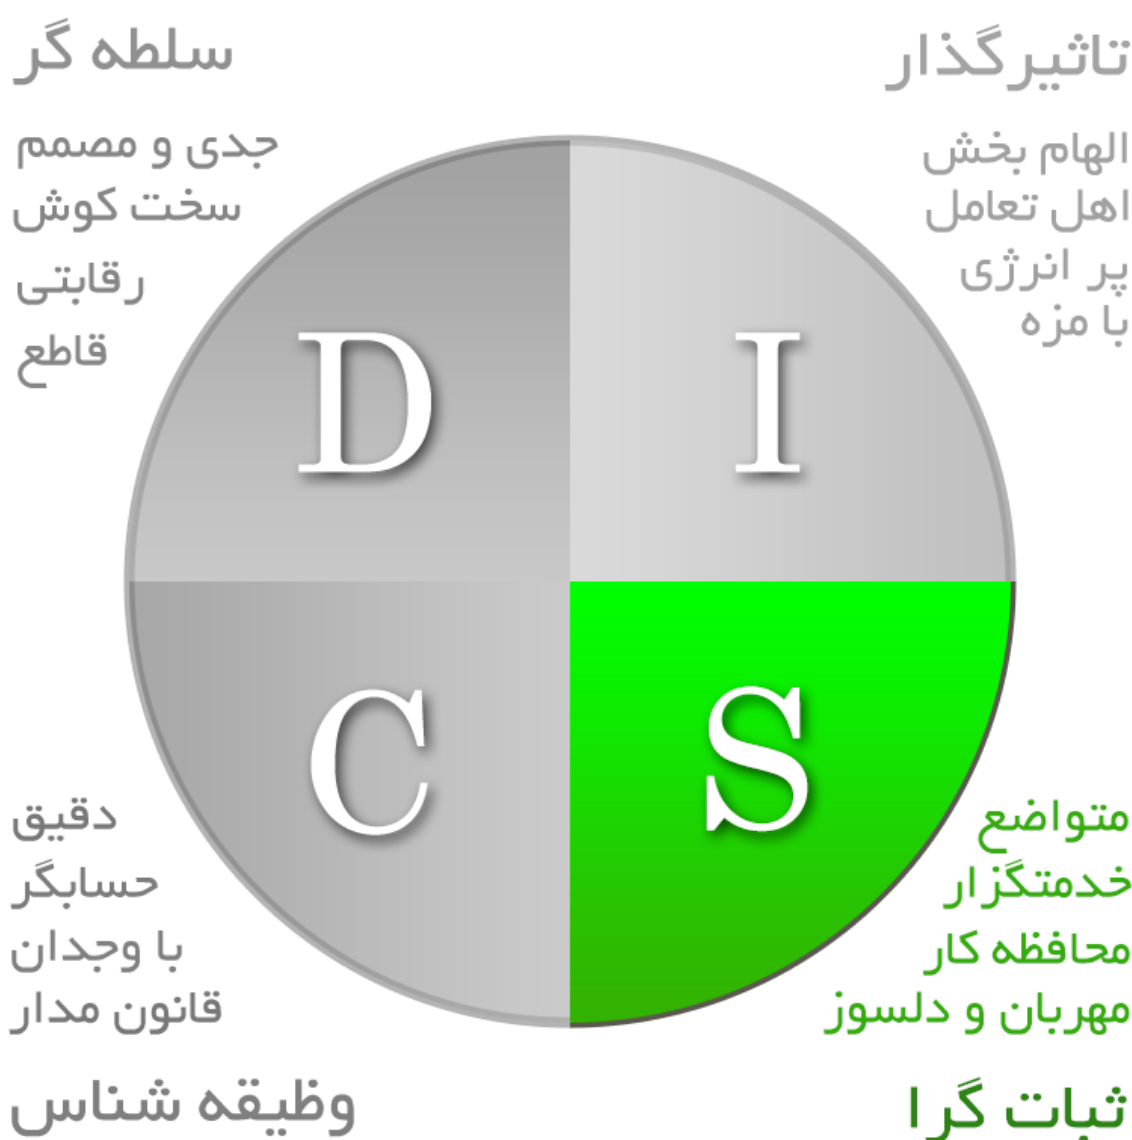 تاثیرگذار
الهام بخش
اهل تعامل
پر انرژی
با مزه
سلطه گر
جدی و مصمم
سخت کوش
رقابتی
قاطع
D
I
C
S
متواضع
خدمتگزار
محافظه کار
مهربان و دلسوز
ثبات گرا
دقیق
حسابگر
با وجدان
قانون مدار
وظیقه شناس